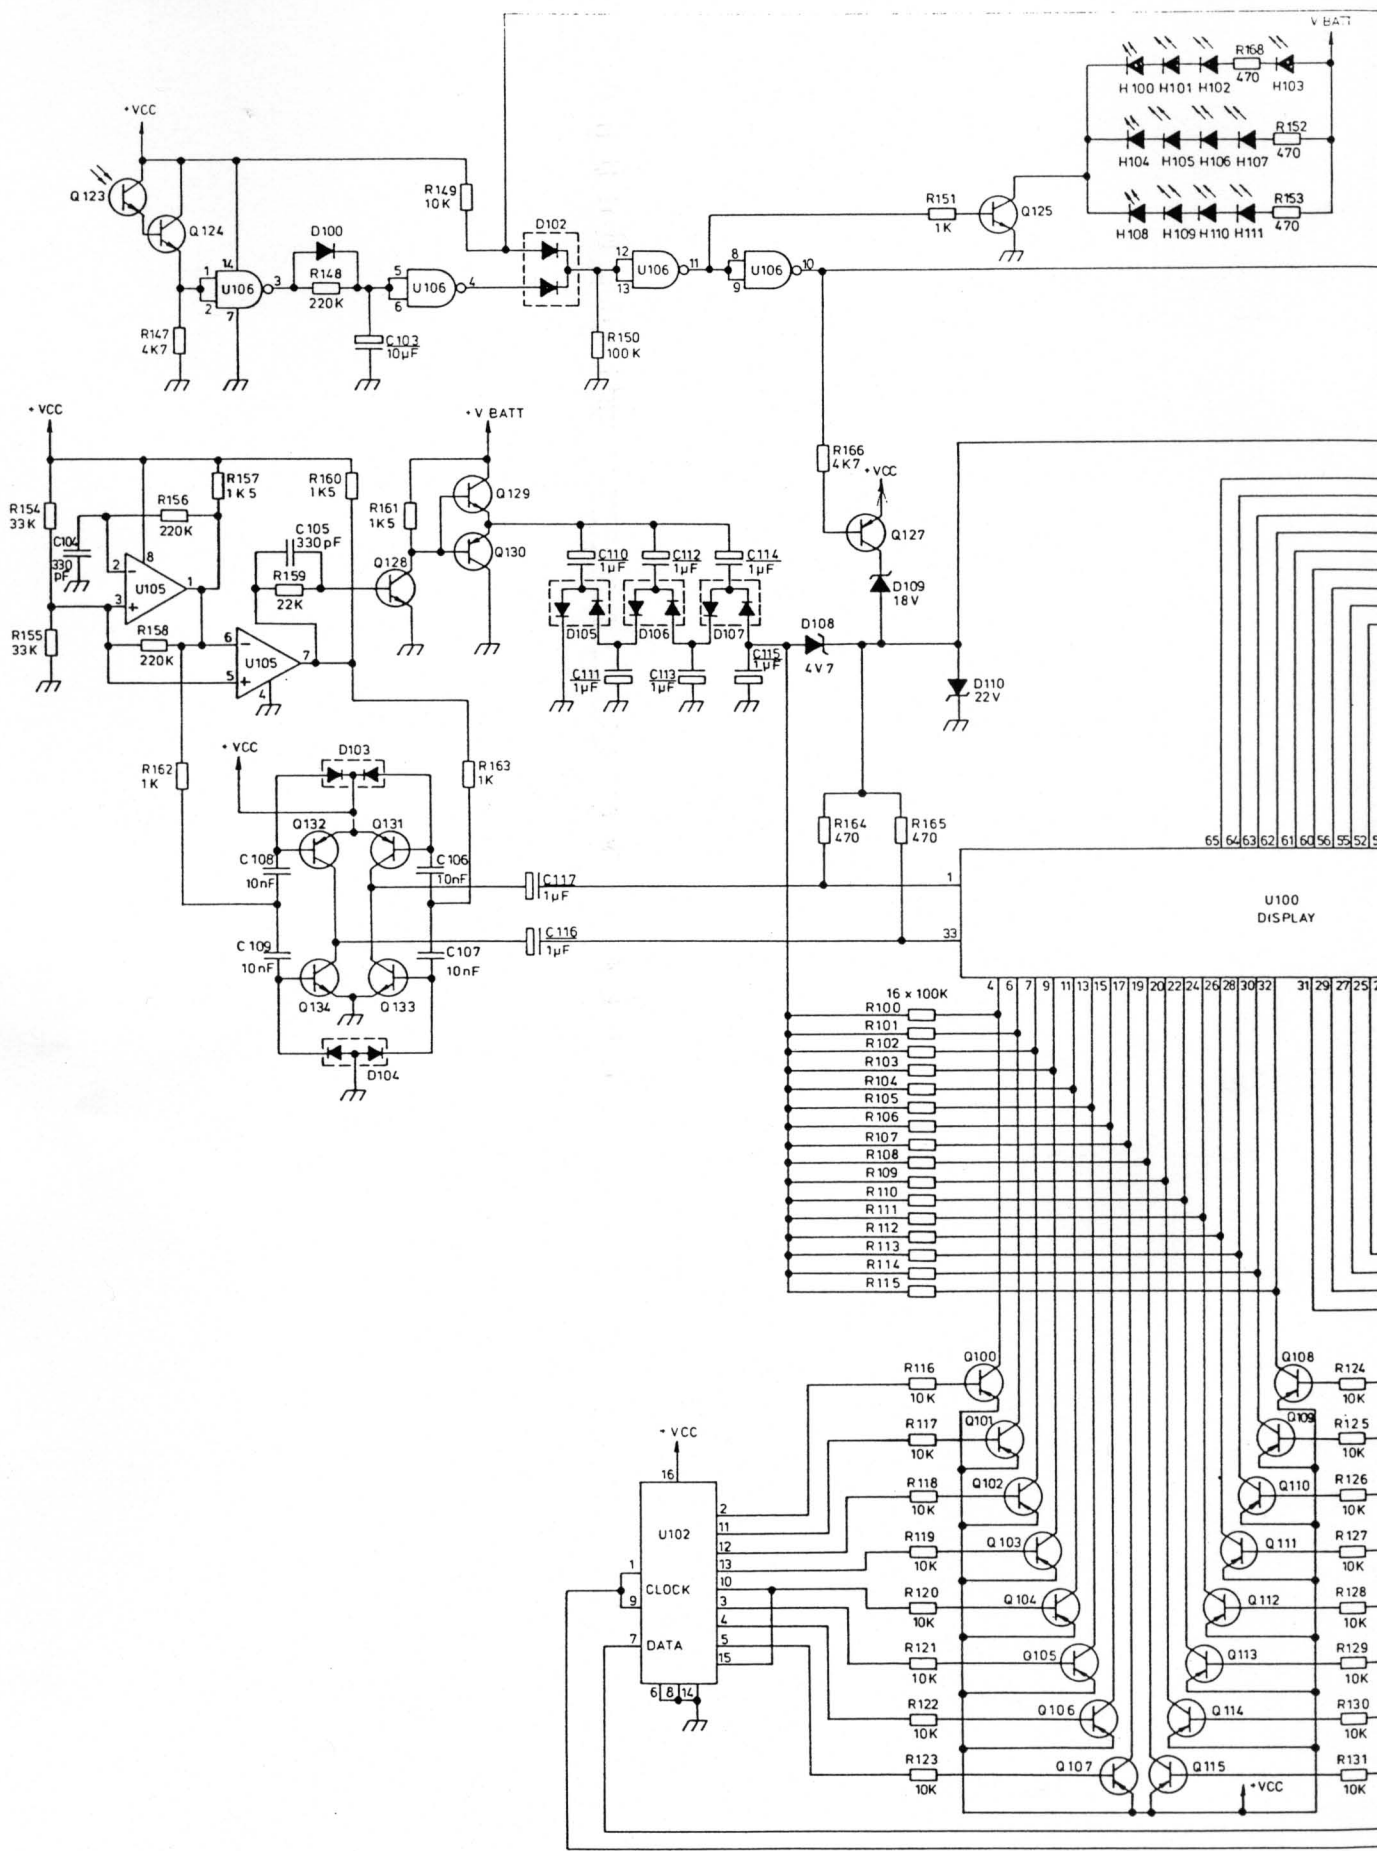 V BATT
R168
470
H100 H101 H102 H103
+VCC
R152
470
H104 H105 H106 H107
Q123
R149
10K
R151
1K
Q125
R153
470
H108 H109 H110 H111
Q124
D100
D102
14
1
2
U106
3
7
R148
220K
5
6
U106
4
12
13
U106
11
8
9
U106
10
R147
4K7
C103
10µF
R150
100K
+VCC
+V BATT
R166
4K7
+VCC
R154
33K
R156
220K
R157
1K5
R160
1K5
R161
1K5
Q129
Q130
Q127
C104
330
pF
C105
330pF
R159
22K
Q128
C110
1µF
C112
1µF
C114
1µF
D109
18V
2
3
8
1
U105
R155
33K
R158
220K
6
5
U105
7
4
D105
D106
D107
D108
4V7
C111
1µF
C113
1µF
C115
1µF
D110
22V
+VCC
D103
R162
1K
R163
1K
Q132
Q131
C108
10nF
C106
10nF
C109
10nF
C107
10nF
Q134
Q133
D104
C117
1µF
C116
1µF
R164
470
R165
470
65 64 63 62 61 60 56 55 52
1
33
U100
DISPLAY
4 6 7 9 11 13 15 17 19 20 22 24 26 28 30 32 31 29 27 25
16 x 100K
R100
R101
R102
R103
R104
R105
R106
R107
R108
R109
R110
R111
R112
R113
R114
R115
R116
10K
Q100
Q108
R124
10K
R117
10K
Q101
Q109
R125
10K
R118
10K
Q102
Q110
R126
10K
R119
10K
Q103
Q111
R127
10K
R120
10K
Q104
Q112
R128
10K
R121
10K
Q105
Q113
R129
10K
R122
10K
Q106
Q114
R130
10K
R123
10K
Q107
Q115
R131
10K
+VCC
+VCC
16
U102
CLOCK
DATA
1
9
7
2
11
12
13
10
3
4
5
15
6 8 14